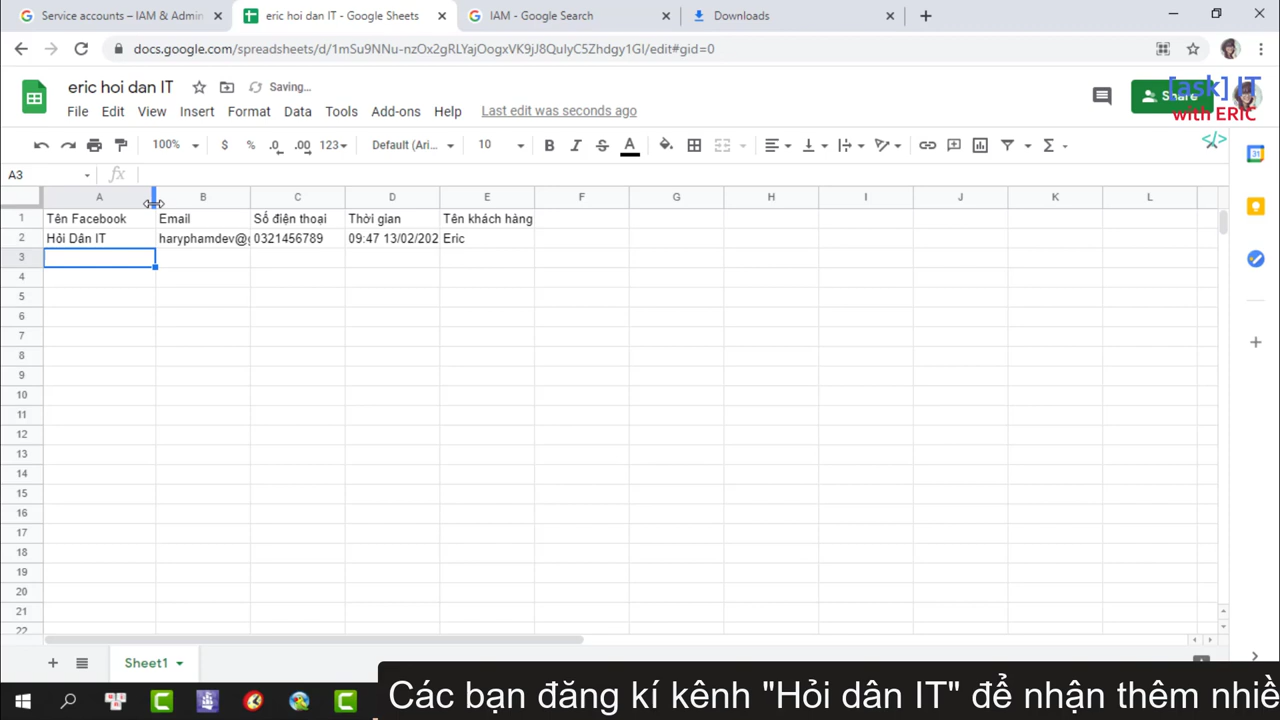 Service accounts – IAM & Admin
eric hoi dan IT - Google Sheets
IAM - Google Search
Downloads
docs.google.com/spreadsheets/d/1mSu9NNu-nzOx2gRLYajOogxVK9jJ8QuIyC5Zhdgy1GI/edit#gid=0
eric hoi dan IT
Saving...
File Edit View Insert Format Data Tools Add-ons Help Last edit was seconds ago
Share
[ask] IT
with ERIC
</>
100% $ % .0 .00 123 Default (Ari... 10 B I S A Σ
A3 fx
A B C D E F G H I J K L
1 Tên Facebook Email Số điện thoại Thời gian Tên khách hàng
2 Hỏi Dân IT haryphamdev@g 0321456789 09:47 13/02/202 Eric
3
4
5
6
7
8
9
10
11
12
13
14
15
16
17
18
19
20
21
22
Sheet1
Các bạn đăng kí kênh "Hỏi dân IT" để nhận thêm nhiề